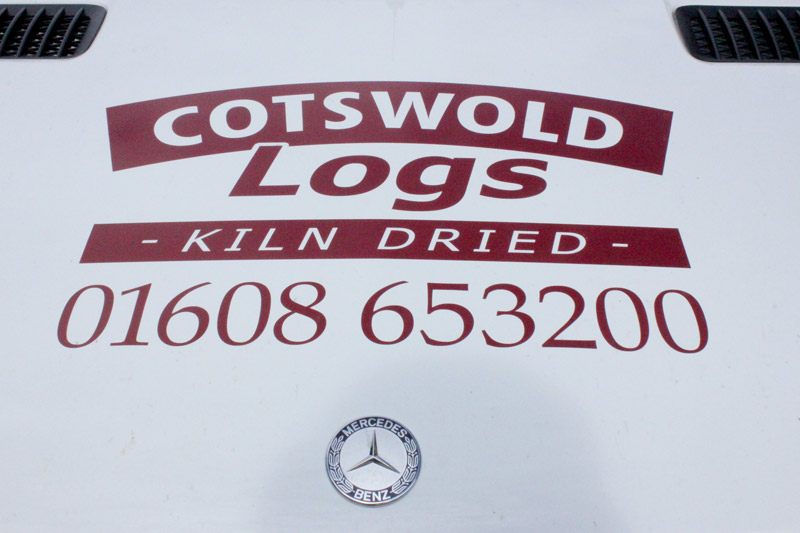 COTSWOLD
Logs
- KILN DRIED -
01608 653200
MERCEDES
BENZ